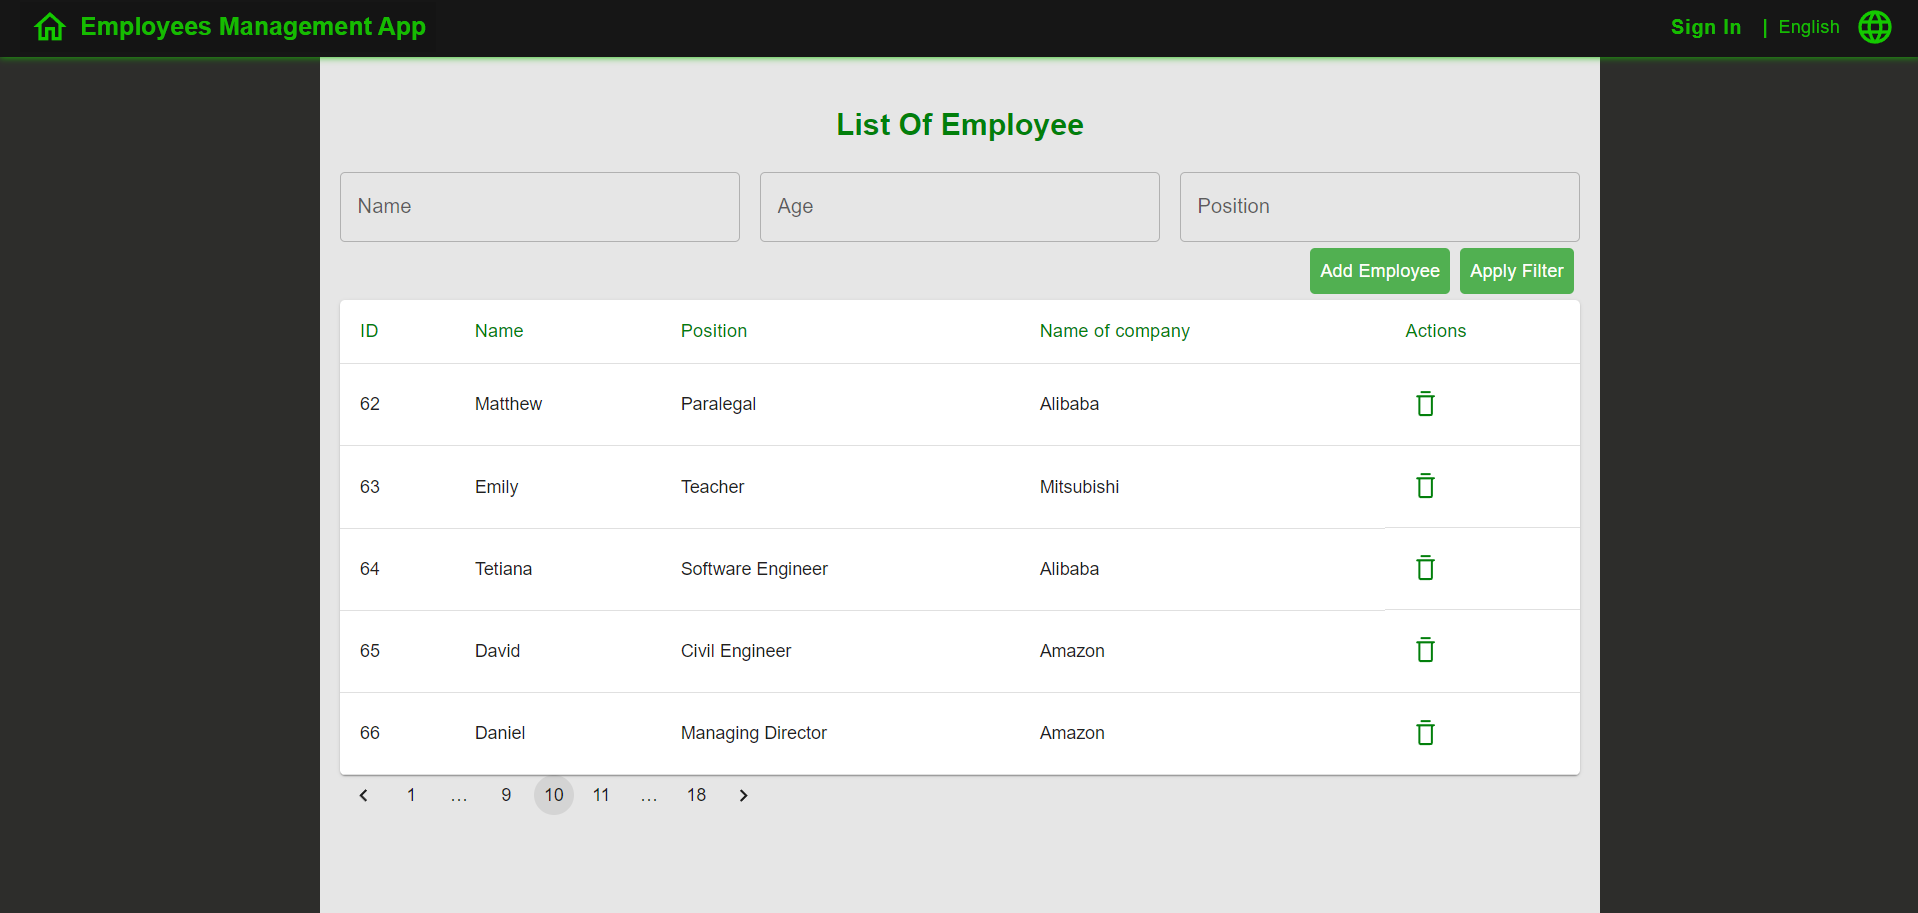 Employees Management App
Sign In | English
List Of Employee
Name Age Position
Add Employee Apply Filter
ID Name Position Name of company Actions
62 Matthew Paralegal Alibaba
63 Emily Teacher Mitsubishi
64 Tetiana Software Engineer Alibaba
65 David Civil Engineer Amazon
66 Daniel Managing Director Amazon
1 … 9 10 11 … 18